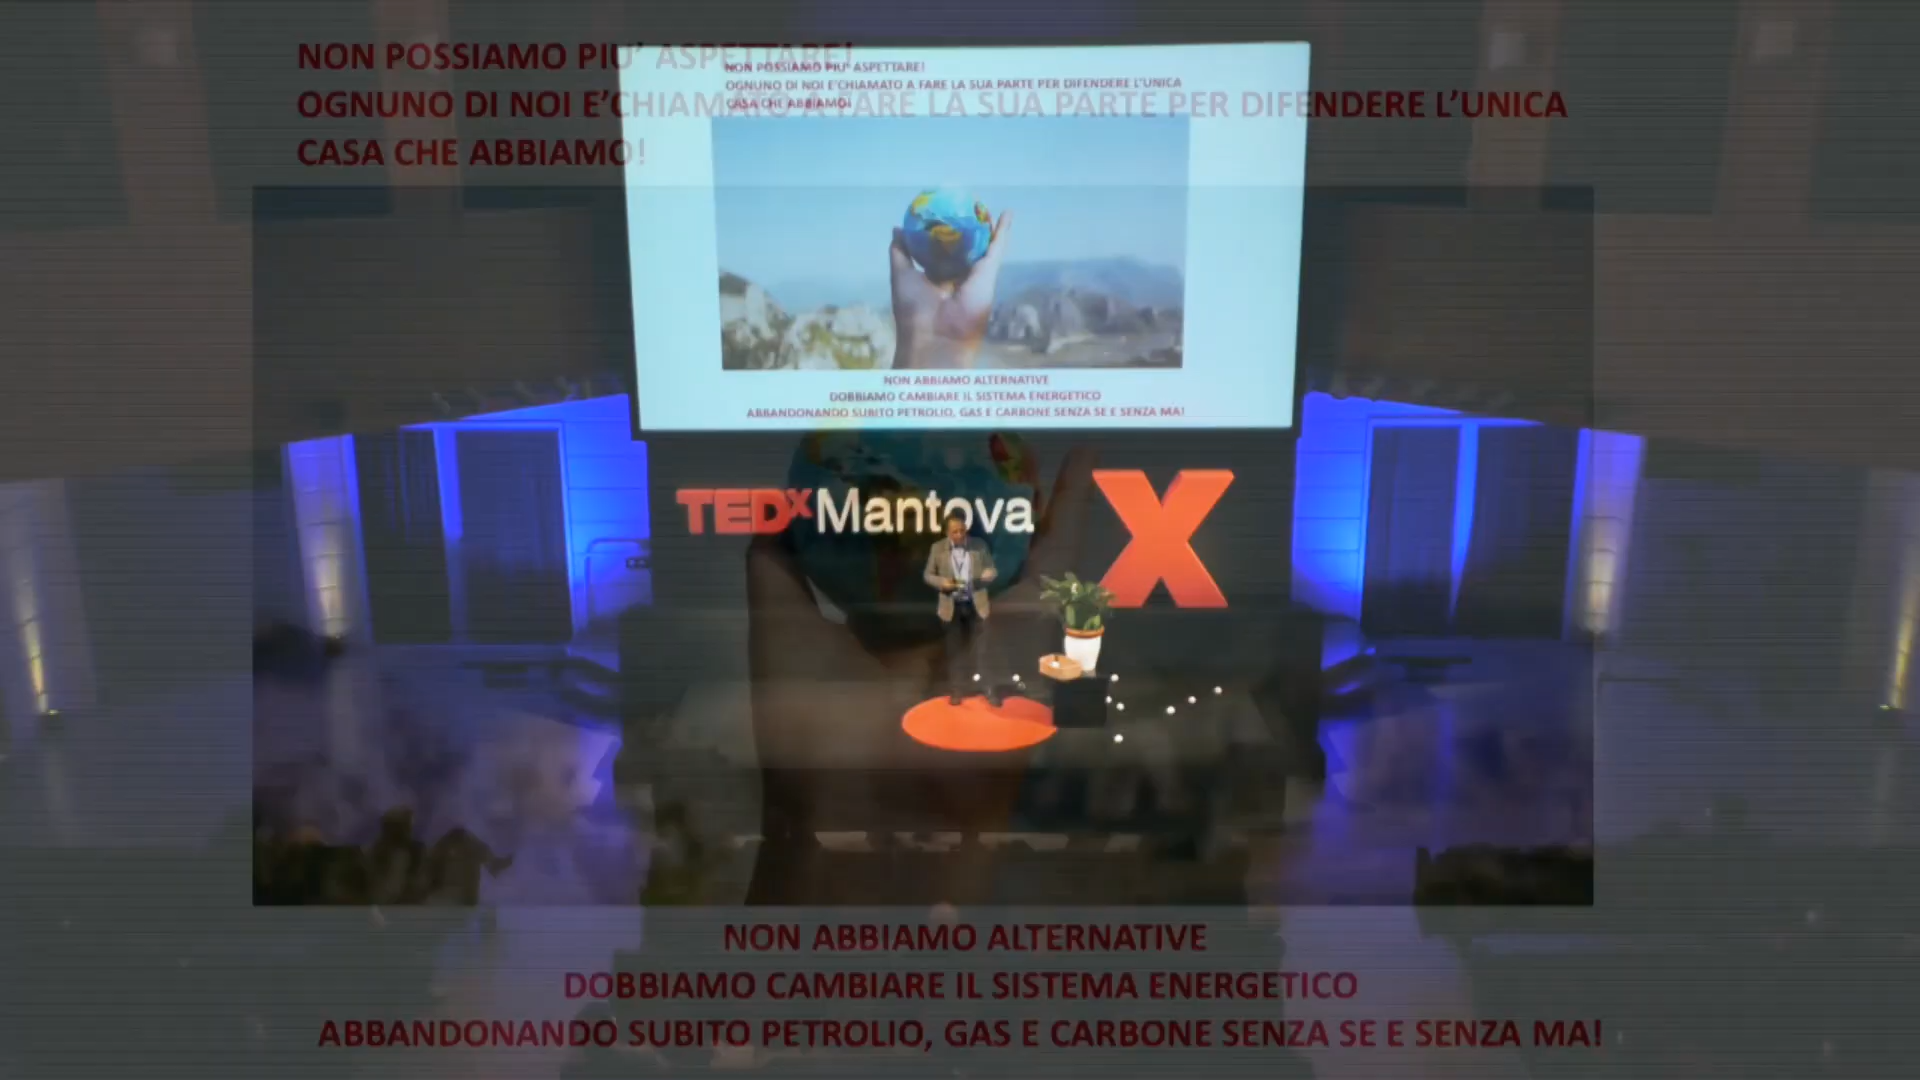 NON POSSIAMO PIU' ASPETTARE!
OGNUNO DI NOI E'CHIAMATO A FARE LA SUA PARTE PER DIFENDERE L'UNICA
CASA CHE ABBIAMO!
NON POSSIAMO PIU' ASPETTARE!
OGNUNO DI NOI E'CHIAMATO A FARE LA SUA PARTE PER DIFENDERE L'UNICA
CASA CHE ABBIAMO!
NON ABBIAMO ALTERNATIVE
DOBBIAMO CAMBIARE IL SISTEMA ENERGETICO
ABBANDONANDO SUBITO PETROLIO, GAS E CARBONE SENZA SE E SENZA MA!
TEDxMantova
X
NON ABBIAMO ALTERNATIVE
DOBBIAMO CAMBIARE IL SISTEMA ENERGETICO
ABBANDONANDO SUBITO PETROLIO, GAS E CARBONE SENZA SE E SENZA MA!